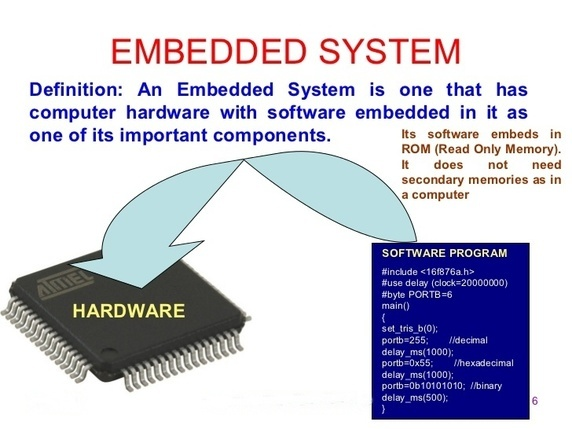 EMBEDDED SYSTEM
Definition: An Embedded System is one that has
computer hardware with software embedded in it as
one of its important components.
Its software embeds in
ROM (Read Only Memory).
It does not need
secondary memories as in
a computer
ATMEL
HARDWARE
SOFTWARE PROGRAM
#include <16f876a.h>
#use delay (clock=20000000)
#byte PORTB=6
main()
{
set_tris_b(0);
portb=255; //decimal
delay_ms(1000);
portb=0x55; //hexadecimal
delay_ms(1000);
portb=0b10101010; //binary
delay_ms(500);
}
6